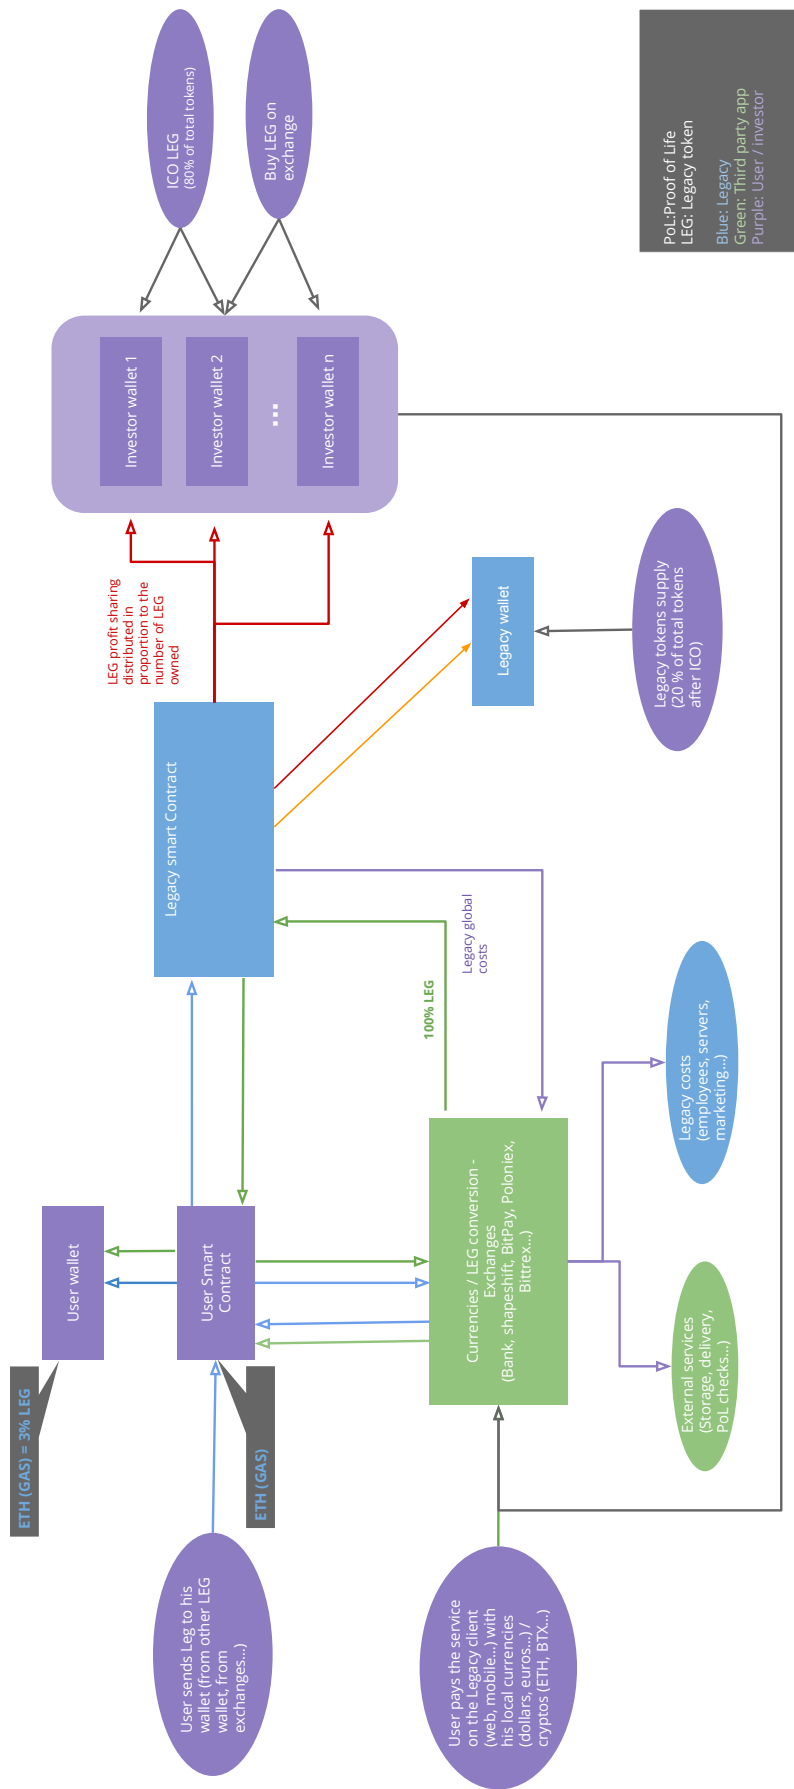 ETH (GAS) = 3% LEG
User wallet
User Smart
Contract
ETH (GAS)
User sends Leg to his
wallet (from other LEG
wallet, from
exchanges...)
User pays the service
on the Legacy client
(web, mobile...) with
his local currencies
(dollars, euros...) /
cryptos (ETH, BTX...)
Currencies / LEG conversion -
Exchanges
(Bank, shapeshift, BitPay, Poloniex,
Bittrex...)
External services
(Storage, delivery,
PoL checks...)
Legacy costs
(employees, servers,
marketing...)
100% LEG
Legacy global
costs
Legacy smart Contract
LEG profit sharing
distributed in
proportion to the
number of LEG
owned
Legacy wallet
Legacy tokens supply
(20 % of total tokens
after ICO)
Investor wallet 1
Investor wallet 2
...
Investor wallet n
ICO LEG
(80% of total tokens)
Buy LEG on
exchange
PoL:Proof of Life
LEG: Legacy token
Blue: Legacy
Green: Third party app
Purple: User / investor